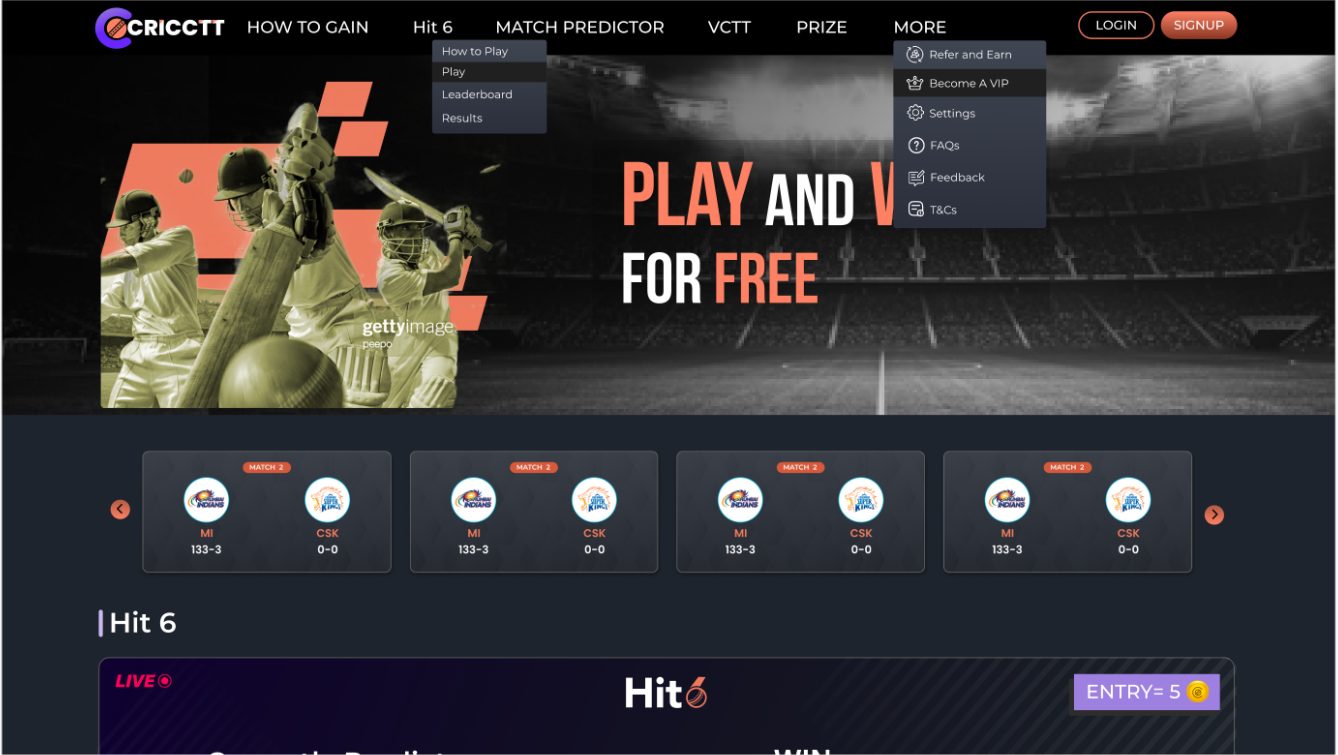 CRICCTT
HOW TO GAIN
Hit 6
MATCH PREDICTOR
VCTT
PRIZE
MORE
LOGIN
SIGNUP
How to Play
Play
Leaderboard
Results
Refer and Earn
Become A VIP
Settings
FAQs
Feedback
T&Cs
PLAY AND
FOR FREE
gettyimage
peepo
MATCH 2
MUMBAI INDIANS
SUPER KINGS
MI
CSK
133-3
0-0
MATCH 2
MUMBAI INDIANS
SUPER KINGS
MI
CSK
133-3
0-0
MATCH 2
MUMBAI INDIANS
SUPER KINGS
MI
CSK
133-3
0-0
MATCH 2
MUMBAI INDIANS
SUPER KINGS
MI
CSK
133-3
0-0
Hit 6
LIVE
Hit6
ENTRY= 5
WIN